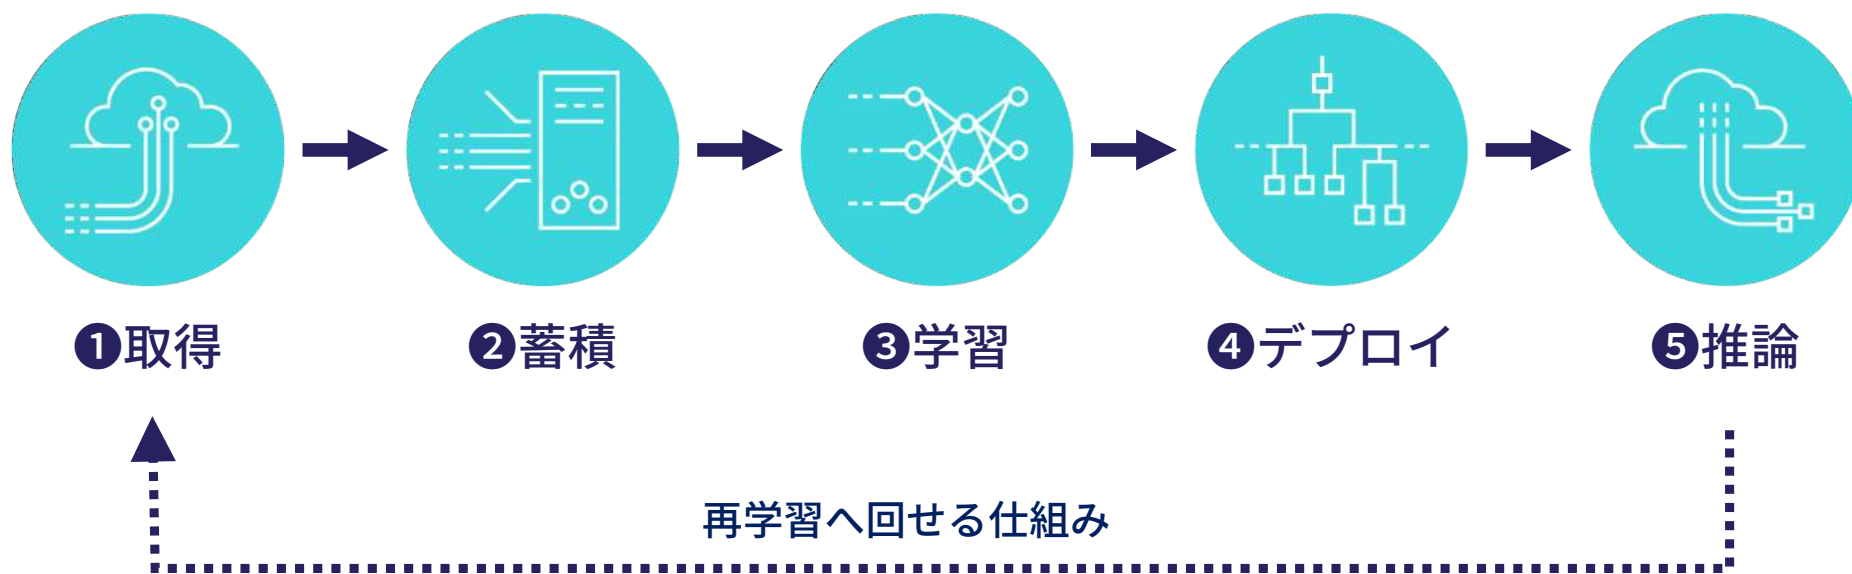 ❶取得
❷蓄積
❸学習
❹デプロイ
❺推論
再学習へ回せる仕組み